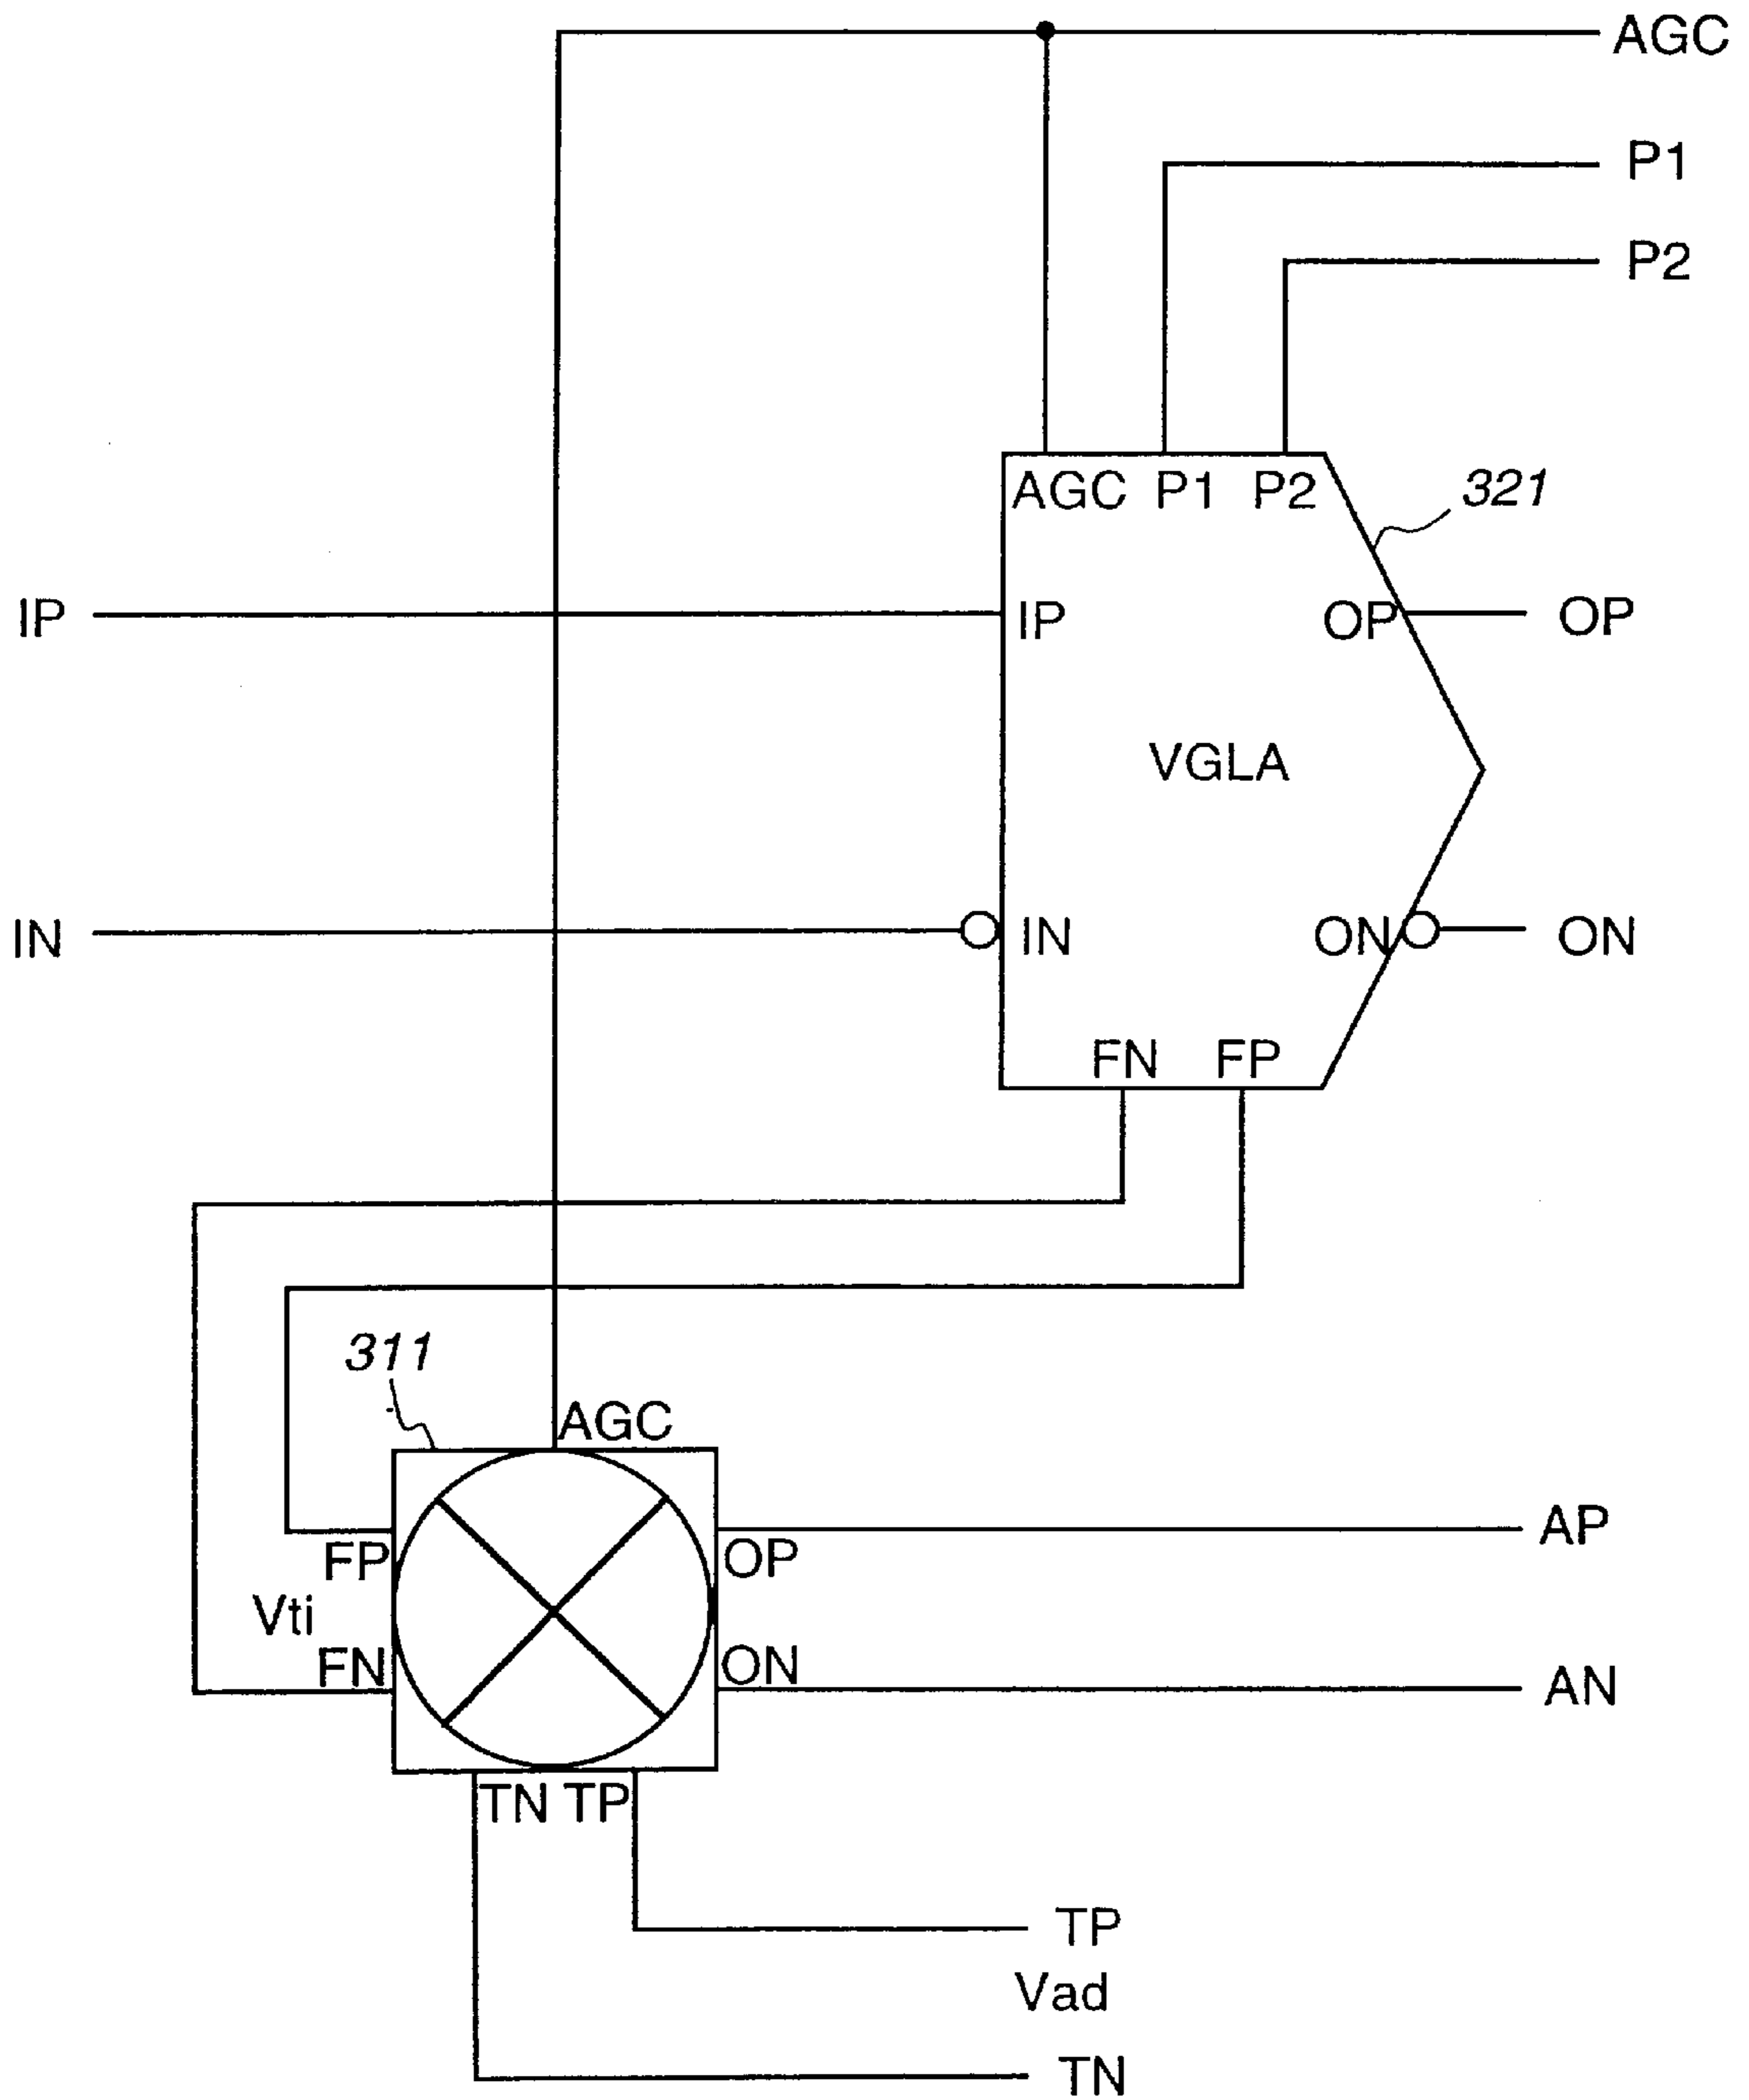 AGC
P1
P2
AGC P1 P2
321
IP
IP
OP
OP
VGLA
IN
IN
ON
ON
FN FP
311
AGC
FP
OP
AP
Vti
FN
ON
AN
TN TP
TP
Vad
TN